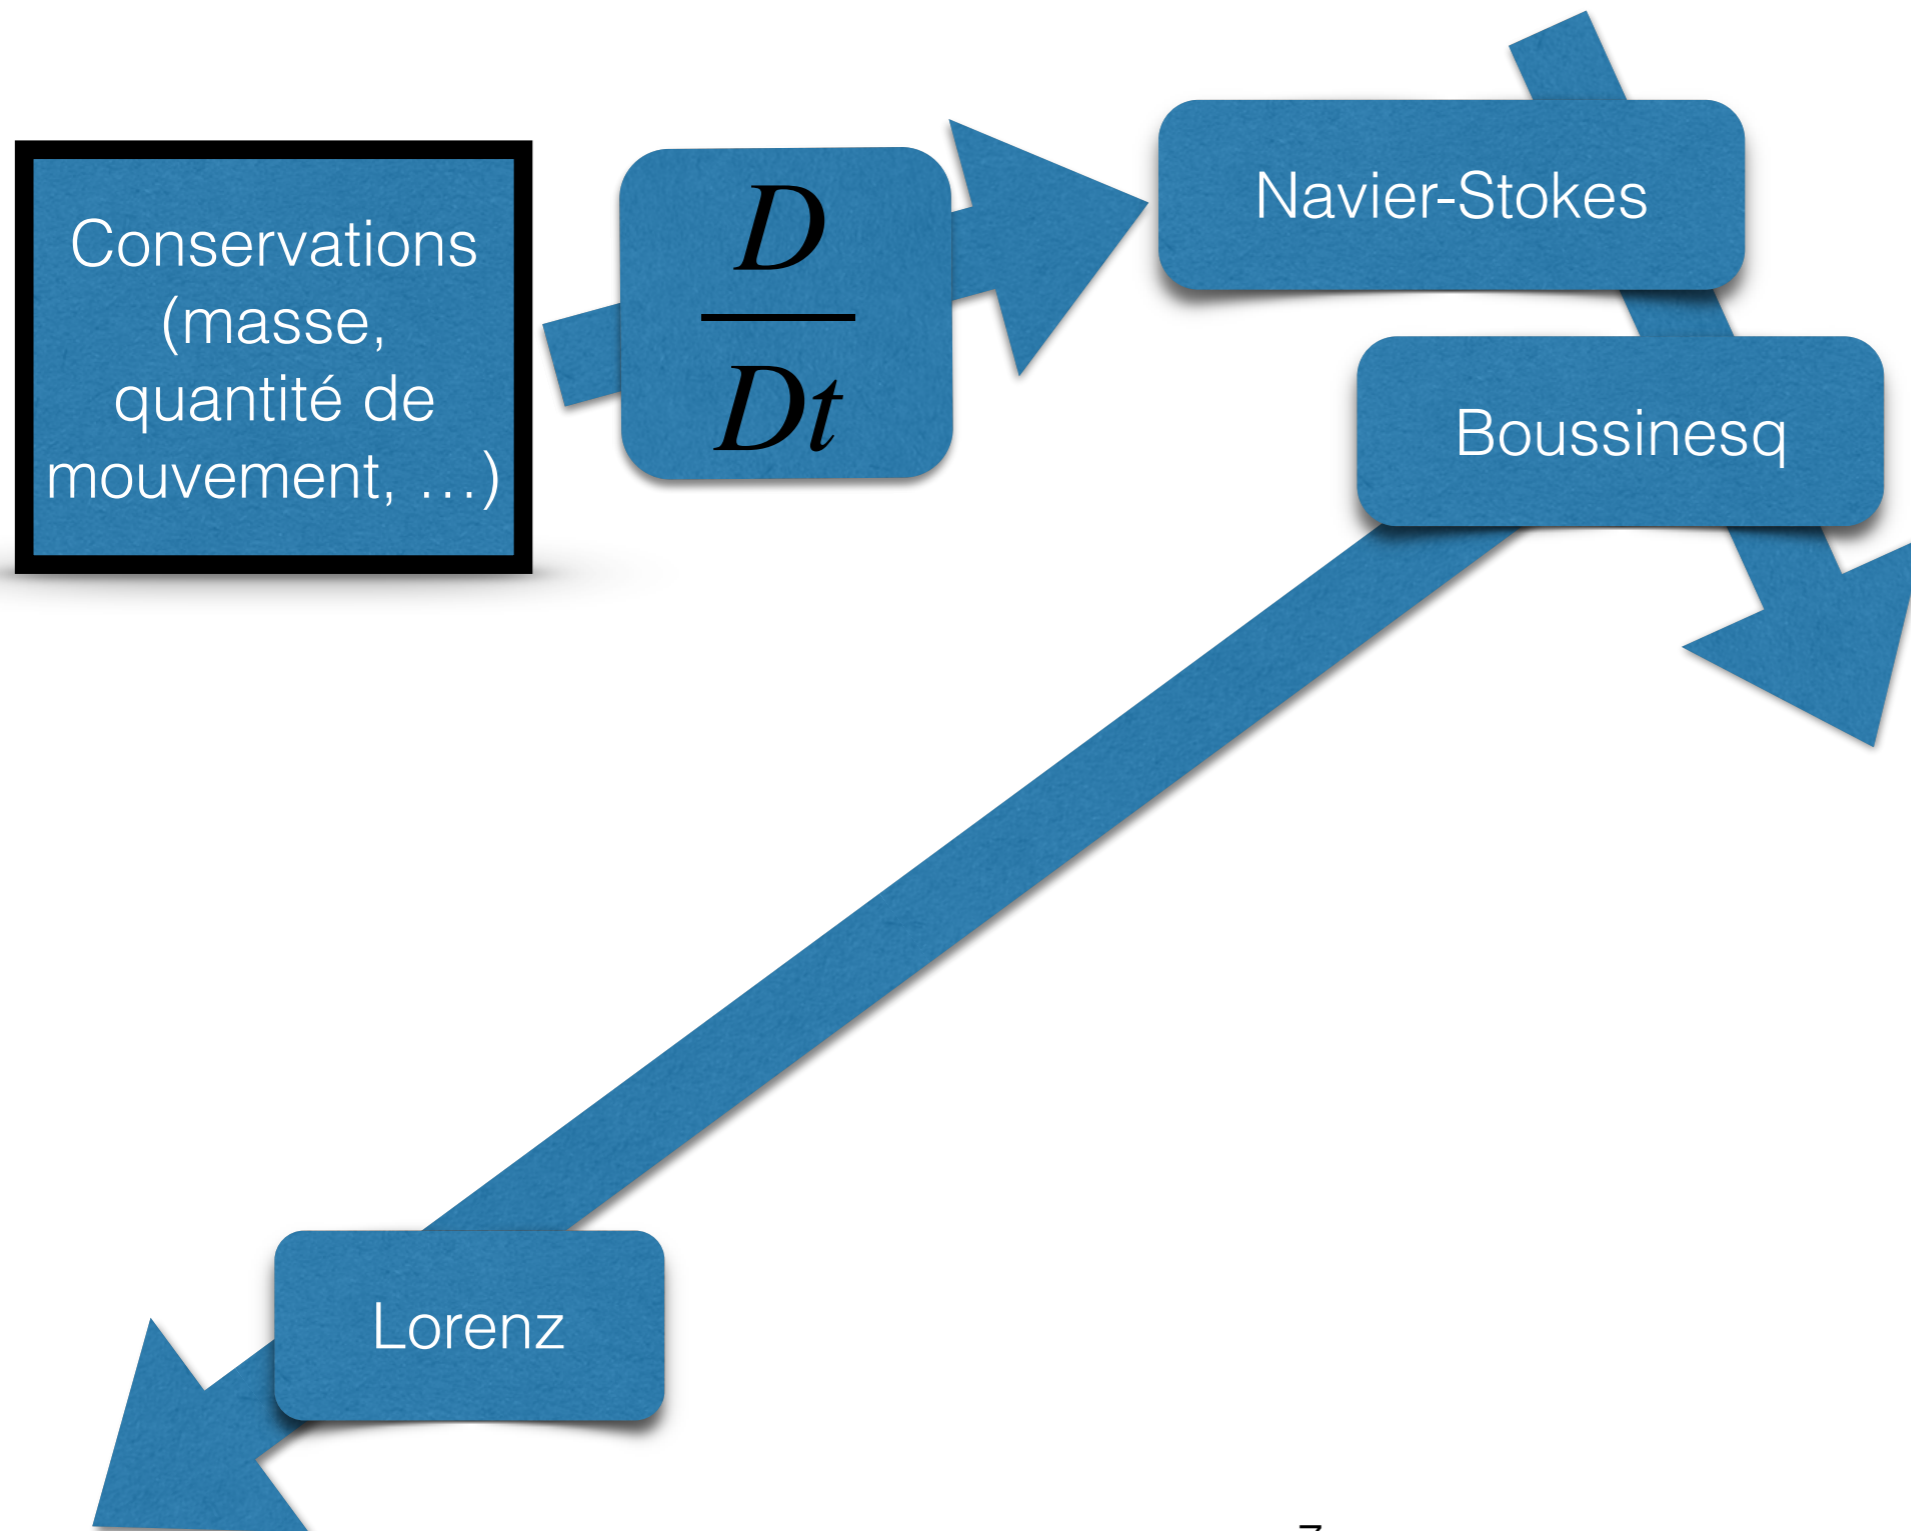 Conservations
(masse,
quantité de
mouvement, …)
D
Dt
Navier-Stokes
Boussinesq
Lorenz